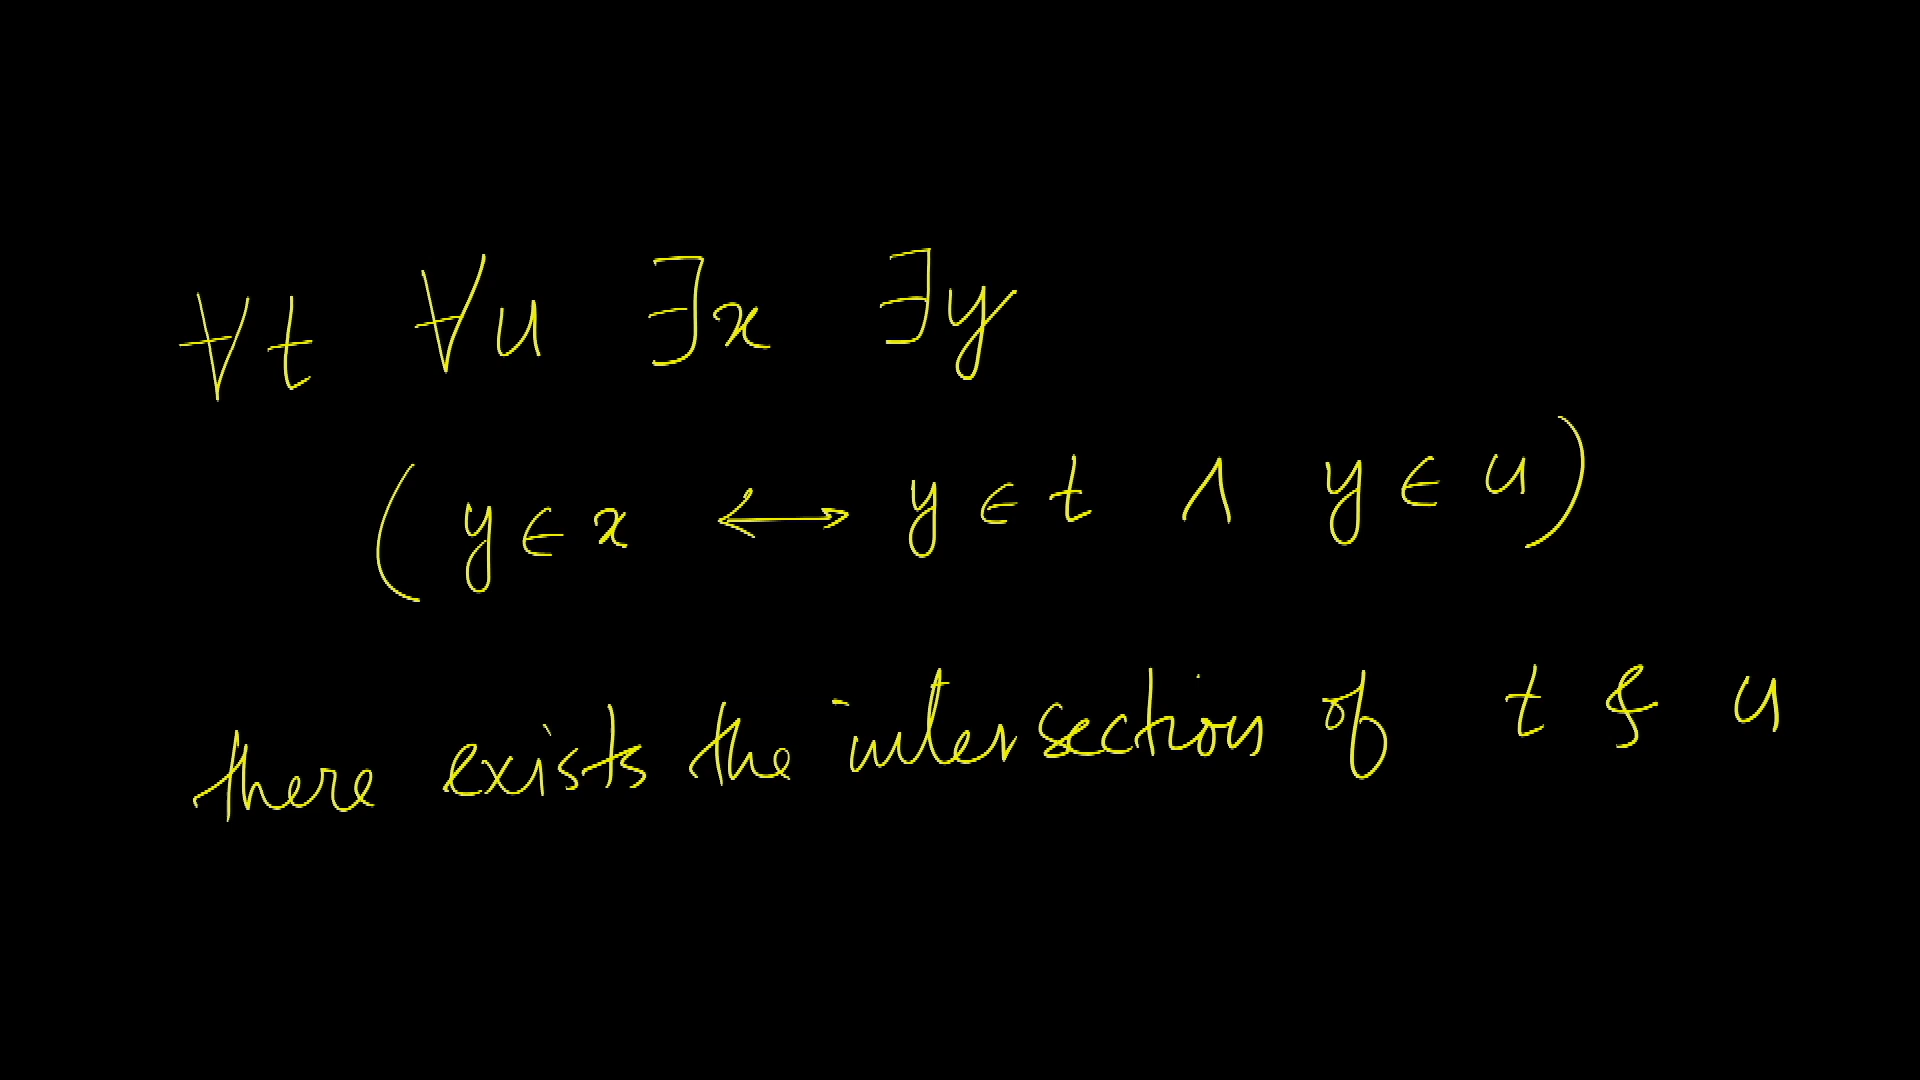 ∀t ∀u ∃x ∃y
(y ∈ x ⟷ y ∈ t ∧ y ∈ u)
there exists the intersection of t & u